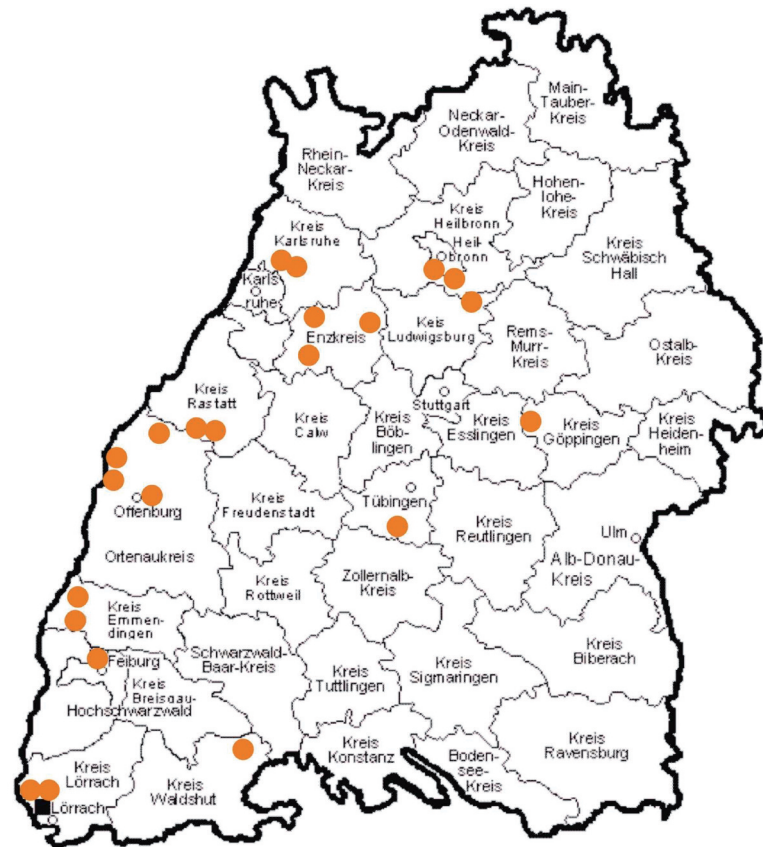 Main-
Tauber-
Kreis
Neckar-
Odenwald-
Kreis
Rhein-
Neckar-
Kreis
Hohen-
lohe-
Kreis
Kreis
Heilbronn
Heil-
bronn
Kreis
Karlsruhe
Kreis
Schwäbisch
Hall
Karls-
ruhe
Enzkreis
Keis
Ludwigsburg
Rems-
Murr-
Kreis
Ostalb-
Kreis
Kreis
Rastatt
Kreis
Calw
Kreis
Böb-
lingen
Stuttgart
Kreis
Esslingen
Kreis
Göppingen
Kreis
Heiden-
heim
Offenburg
Ortenaukreis
Kreis
Freudenstadt
Tübingen
Kreis
Reutlingen
Ulm
Alb-Donau-
Kreis
Kreis
Rottweil
Zollernalb-
Kreis
Kreis
Emmen-
dingen
Schwarzwald-
Baar-Kreis
Kreis
Tuttlingen
Kreis
Sigmaringen
Kreis
Biberach
Feiburg
Kreis
Breisgau-
Hochschwarzwald
Kreis
Konstanz
Boden-
see-
Kreis
Kreis
Ravensburg
Kreis
Lörrach
Lörrach
Kreis
Waldshut